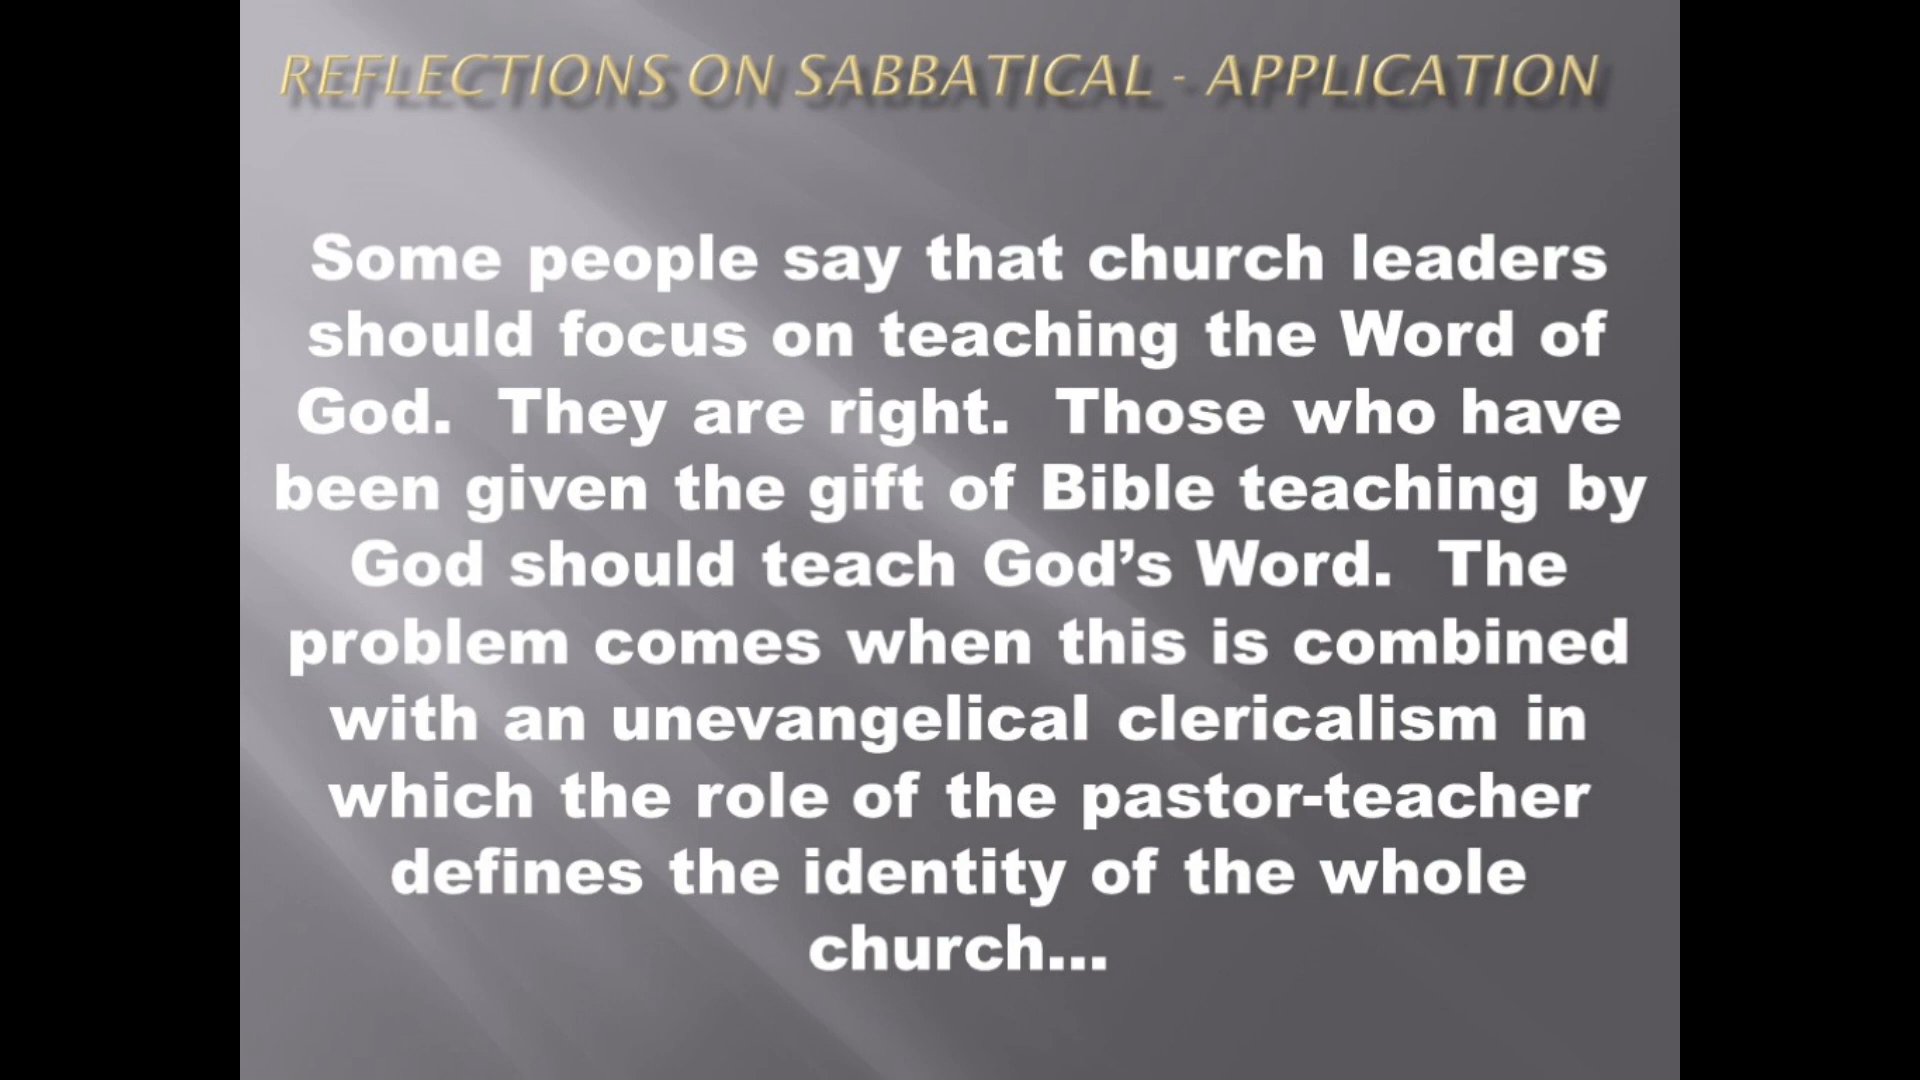 REFLECTIONS ON SABBATICAL - APPLICATION
Some people say that church leaders
should focus on teaching the Word of
God.  They are right.  Those who have
been given the gift of Bible teaching by
God should teach God’s Word.  The
problem comes when this is combined
with an unevangelical clericalism in
which the role of the pastor-teacher
defines the identity of the whole
church…